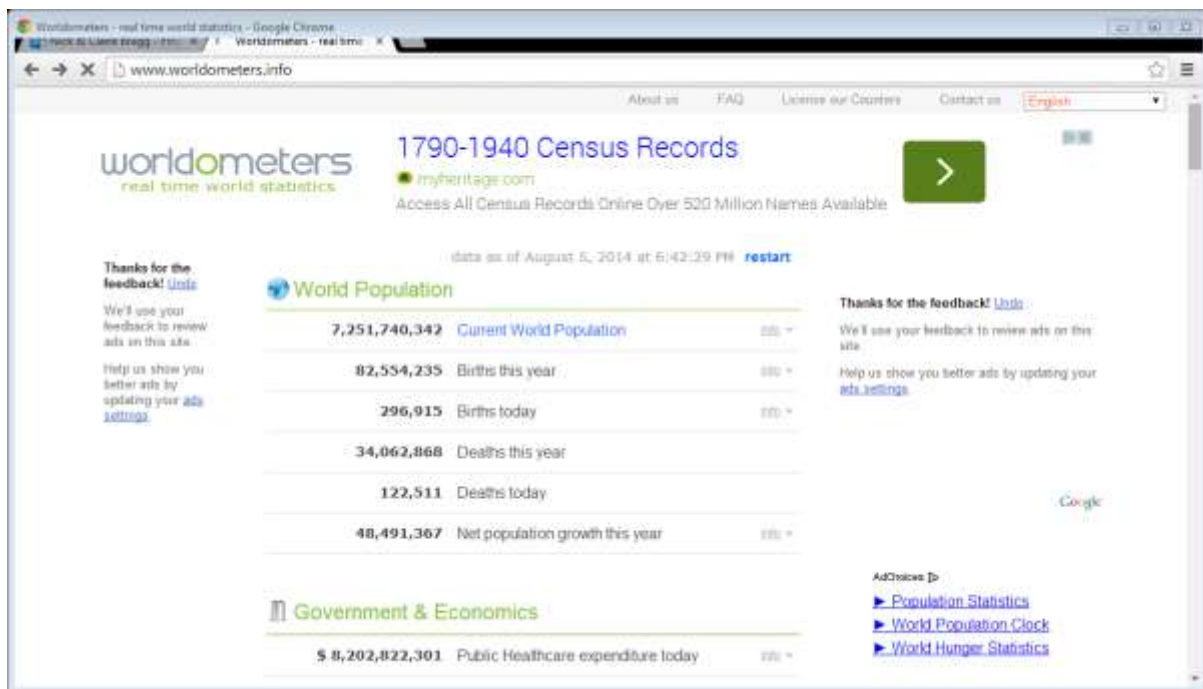 Worldometers - real time world statistics - Google Chrome
Worldometers - real time
www.worldometers.info
About us FAQ License our Counters Contact us English
worldometers
real time world statistics
1790-1940 Census Records
myheritage.com
Access All Census Records Online Over 520 Million Names Available
data as of August 5, 2014 at 6:42:29 PM restart
Thanks for the
feedback! Undo
We'll use your
feedback to review
ads on this site.
Help us show you
better ads by
updating your ads
settings.
World Population
7,251,740,342 Current World Population info
82,554,235 Births this year info
296,915 Births today info
34,062,868 Deaths this year
122,511 Deaths today
48,491,367 Net population growth this year info
Government & Economics
$ 8,202,822,301 Public Healthcare expenditure today info
Thanks for the feedback! Undo
We'll use your feedback to review ads on this
site.
Help us show you better ads by updating your
ads settings.
Google
AdChoices
► Population Statistics
► World Population Clock
► World Hunger Statistics